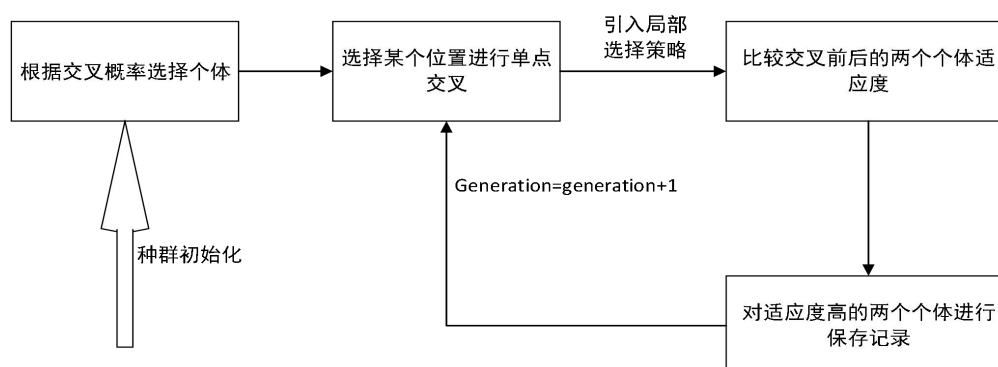 根据交叉概率选择个体
选择某个位置进行单点
交叉
引入局部
选择策略
比较交叉前后的两个个体适
应度
Generation=generation+1
种群初始化
对适应度高的两个个体进行
保存记录